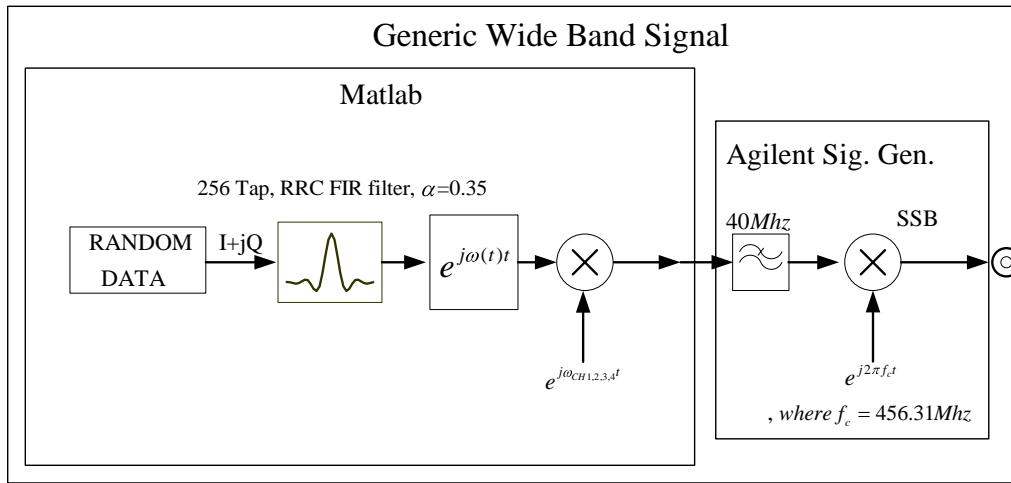 Generic Wide Band Signal
Matlab
Agilent Sig. Gen.
256 Tap, RRC FIR filter, α=0.35
40Mhz
SSB
RANDOM
DATA
I+jQ
e^{jω(t)t}
e^{jω_{CH1,2,3,4}t}
e^{j2πf_ct}
, where f_c = 456.31Mhz